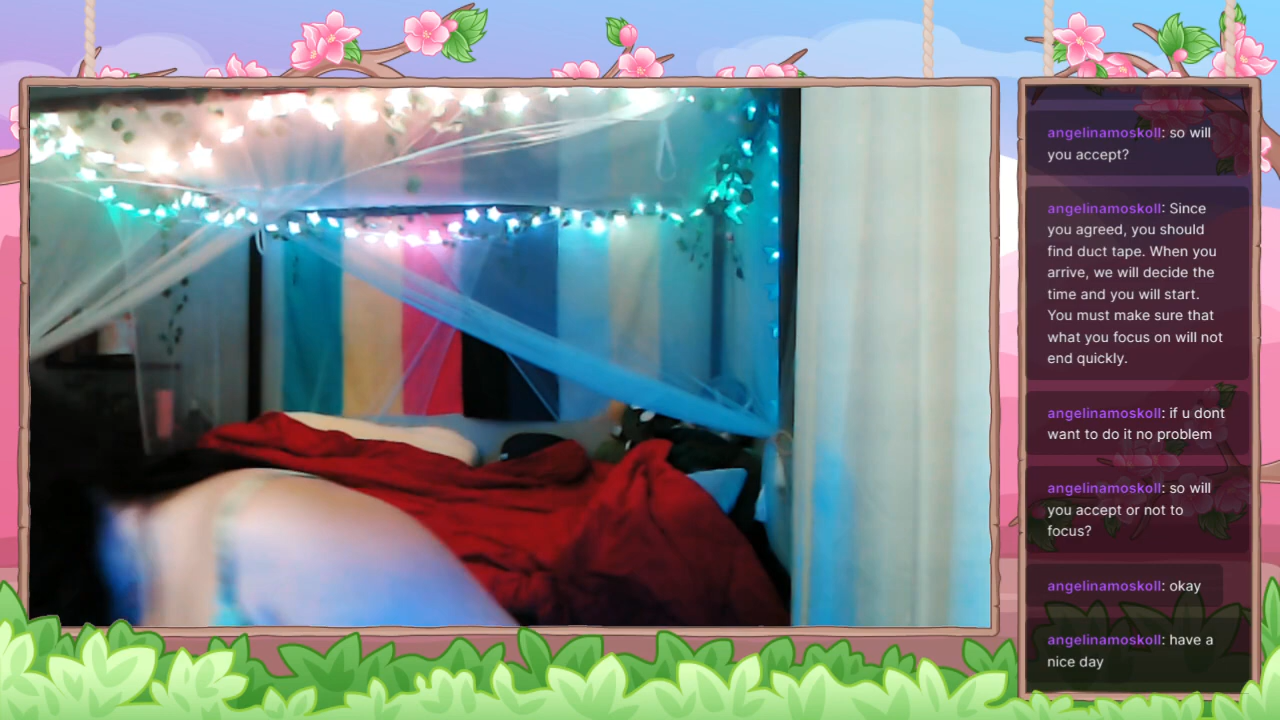 angelinamoskoll: so will
you accept?
angelinamoskoll: Since
you agreed, you should
find duct tape. When you
arrive, we will decide the
time and you will start.
You must make sure that
what you focus on will not
end quickly.
angelinamoskoll: if u dont
want to do it no problem
angelinamoskoll: so will
you accept or not to
focus?
angelinamoskoll: okay
angelinamoskoll: have a
nice day